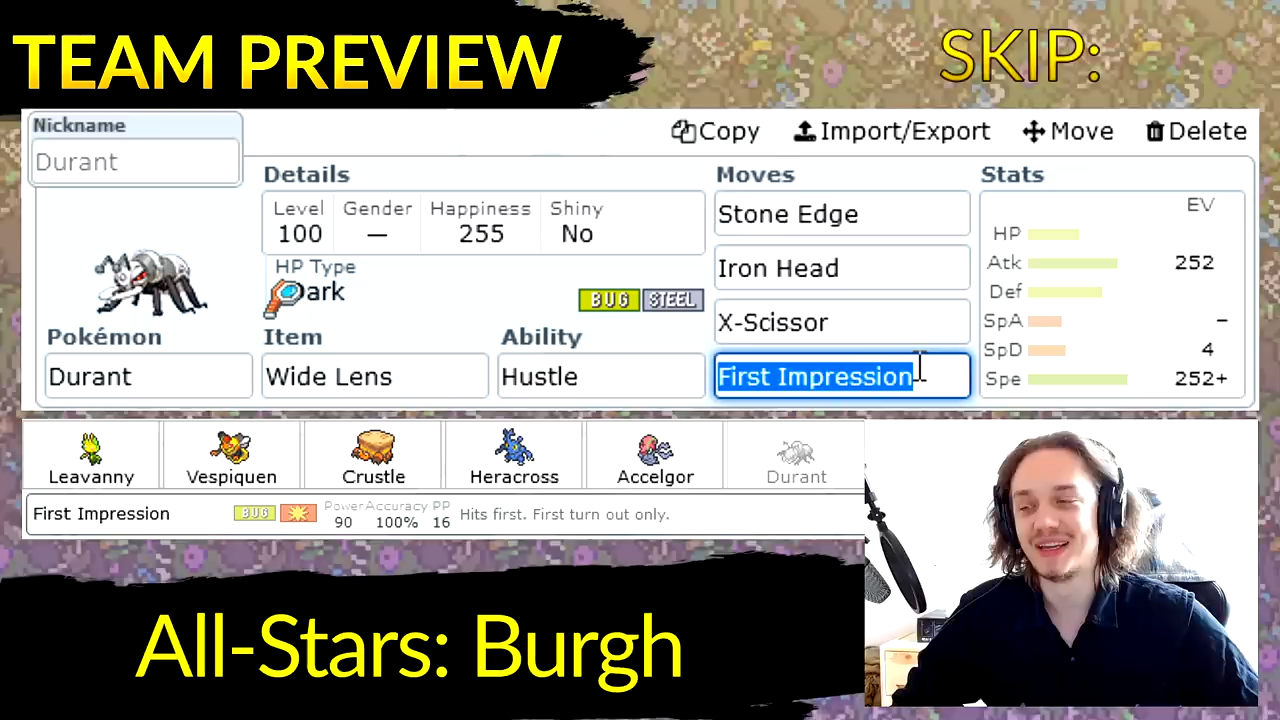 TEAM PREVIEW
SKIP:
Nickname
Durant
Copy Import/Export Move Delete
Details
Level Gender Happiness Shiny
100 — 255 No
HP Type
Dark
BUG STEEL
Pokémon Item Ability
Durant Wide Lens Hustle
Moves
Stone Edge
Iron Head
X-Scissor
First Impression
Stats
EV
HP
Atk 252
Def
SpA –
SpD 4
Spe 252+
Leavanny Vespiquen Crustle Heracross Accelgor Durant
First Impression BUG Power Accuracy PP Hits first. First turn out only.
90 100% 16
All-Stars: Burgh